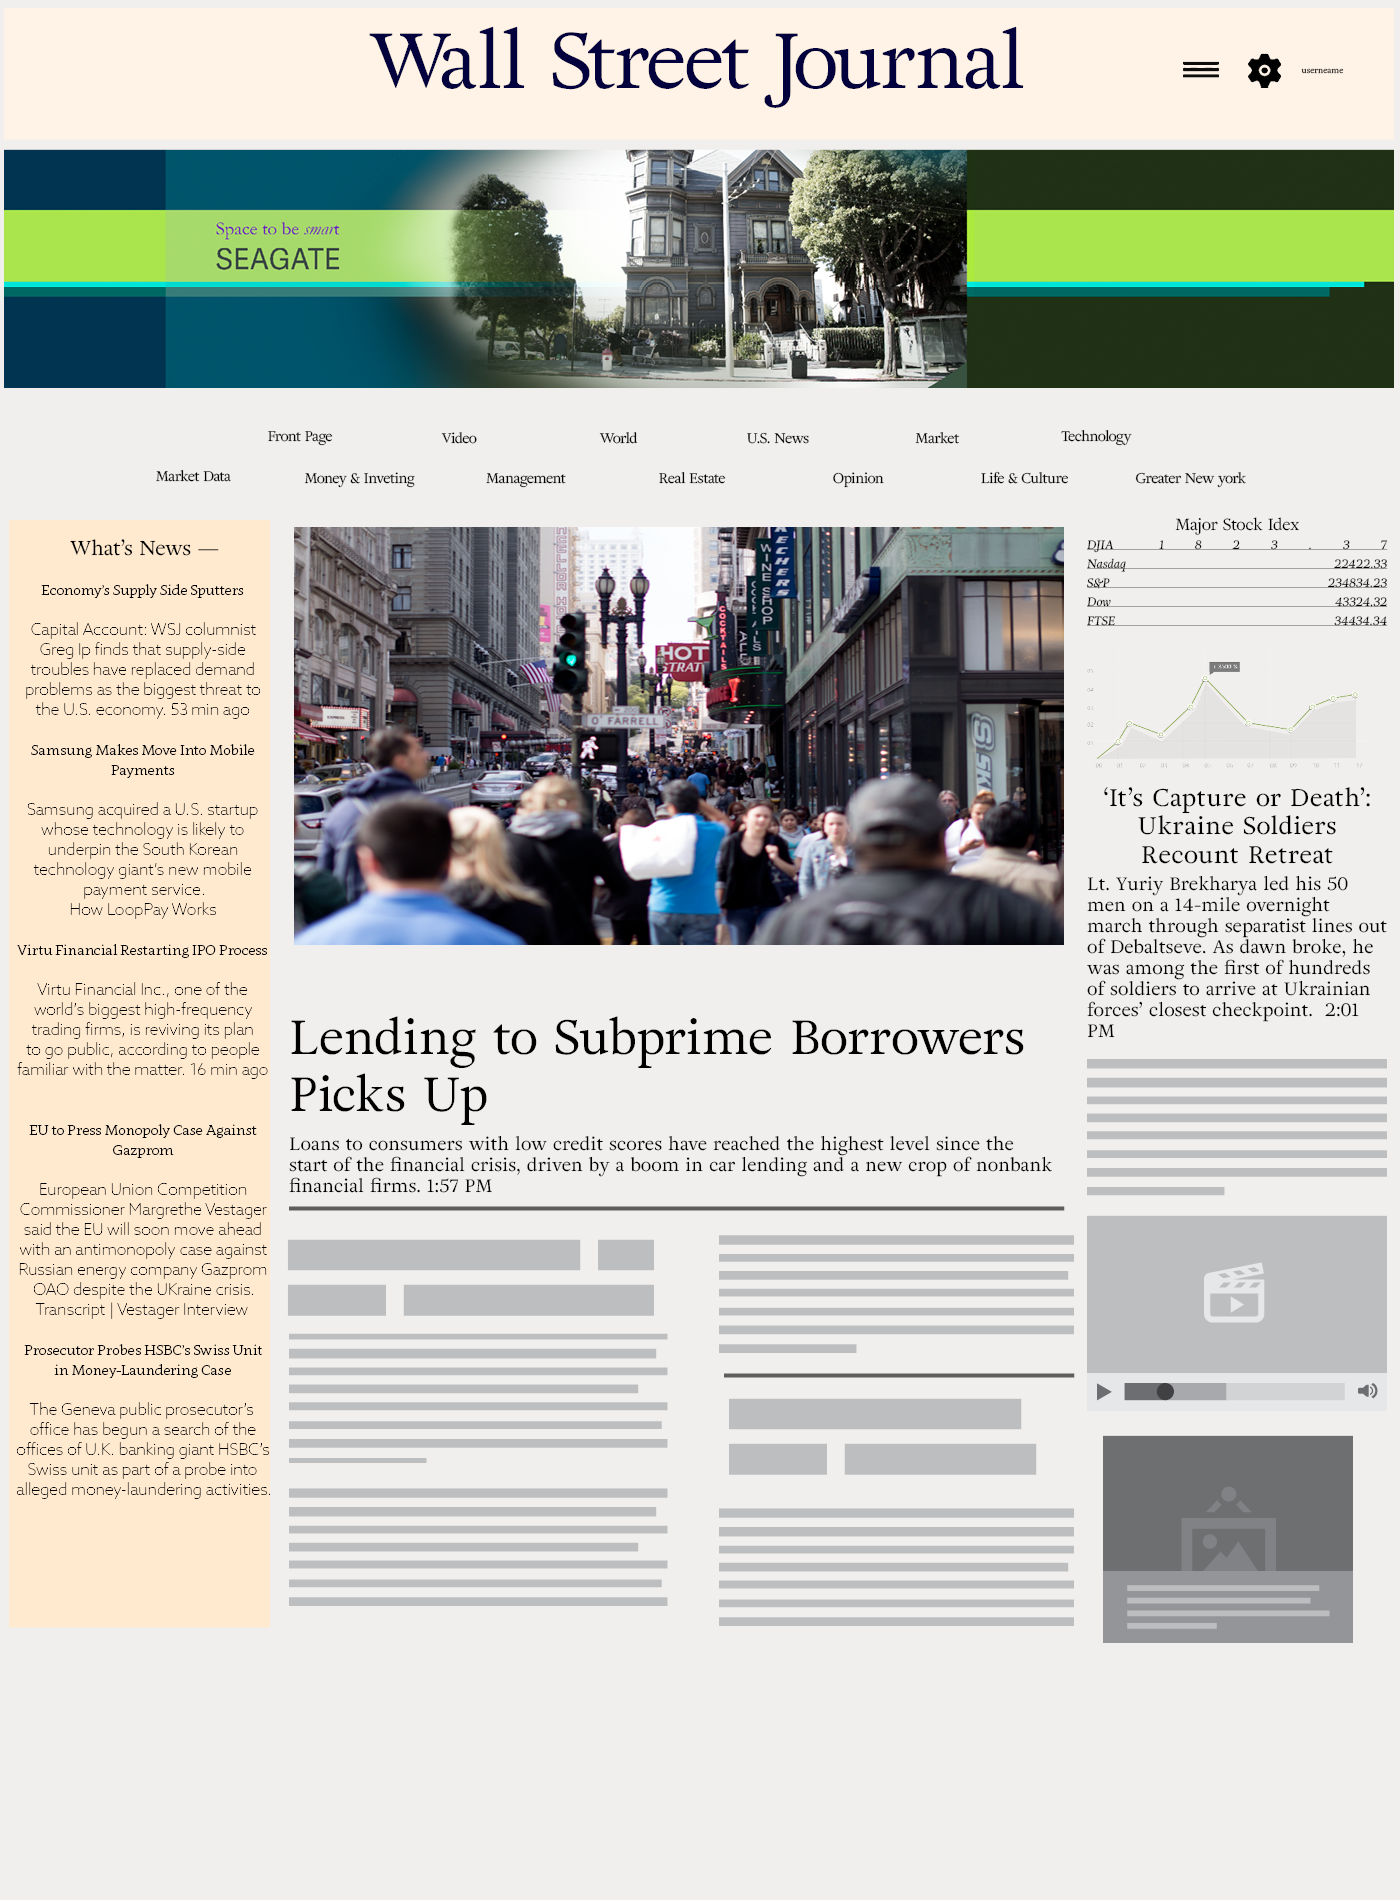 Wall Street Journal
userneame
Space to be smart
SEAGATE
Front Page
Video
World
U.S. News
Market
Technology
Market Data
Money & Inveting
Management
Real Estate
Opinion
Life & Culture
Greater New york
What's News —
Economy's Supply Side Sputters
Capital Account: WSJ columnist
Greg Ip finds that supply-side
troubles have replaced demand
problems as the biggest threat to
the U.S. economy. 53 min ago
Samsung Makes Move Into Mobile
Payments
Samsung acquired a U.S. startup
whose technology is likely to
underpin the South Korean
technology giant's new mobile
payment service.
How LoopPay Works
Virtu Financial Restarting IPO Process
Virtu Financial Inc., one of the
world's biggest high-frequency
trading firms, is reviving its plan
to go public, according to people
familiar with the matter. 16 min ago
EU to Press Monopoly Case Against
Gazprom
European Union Competition
Commissioner Margrethe Vestager
said the EU will soon move ahead
with an antimonopoly case against
Russian energy company Gazprom
OAO despite the UKraine crisis.
Transcript | Vestager Interview
Prosecutor Probes HSBC's Swiss Unit
in Money-Laundering Case
The Geneva public prosecutor's
office has begun a search of the
offices of U.K. banking giant HSBC's
Swiss unit as part of a probe into
alleged money-laundering activities.
WINE SHOP
COCKTAILS
HOT
STRAT
O'FARRELL
Lending to Subprime Borrowers
Picks Up
Loans to consumers with low credit scores have reached the highest level since the
start of the financial crisis, driven by a boom in car lending and a new crop of nonbank
financial firms. 1:57 PM
Major Stock Idex
DJIA 1 8 2 3 . 3 7
Nasdaq 22422.33
S&P 234834.23
Dow 43324.32
FTSE 34434.34
'It's Capture or Death':
Ukraine Soldiers
Recount Retreat
Lt. Yuriy Brekharya led his 50
men on a 14-mile overnight
march through separatist lines out
of Debaltseve. As dawn broke, he
was among the first of hundreds
of soldiers to arrive at Ukrainian
forces' closest checkpoint. 2:01
PM